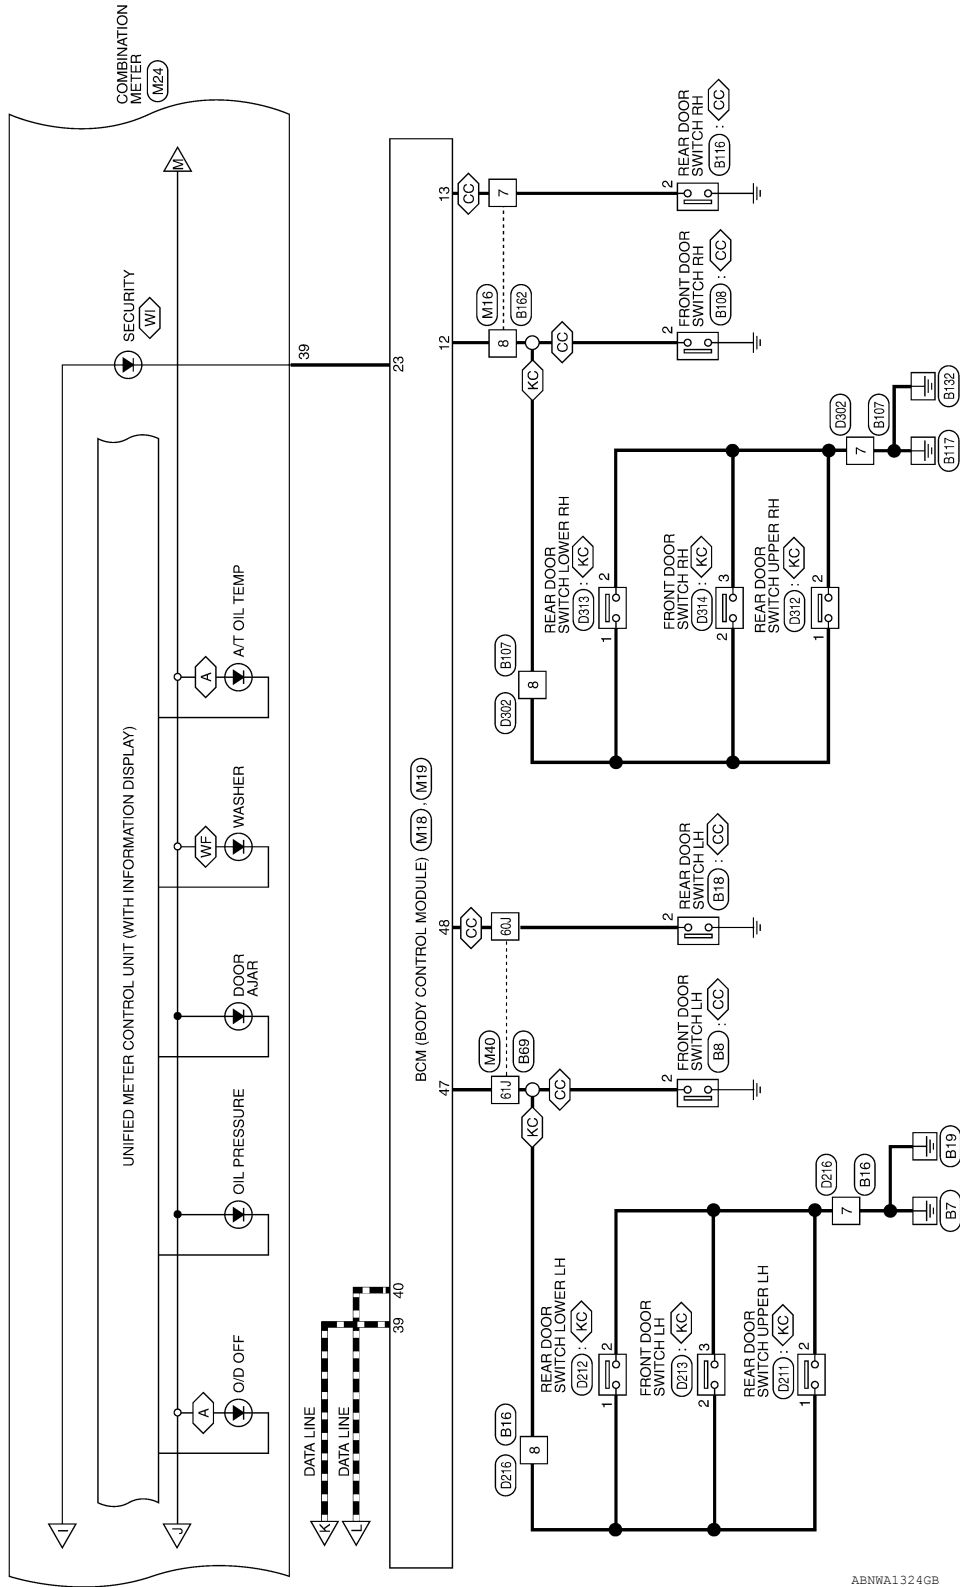 COMBINATION
METER
M24
I
J
M
SECURITY
WI
39
UNIFIED METER CONTROL UNIT (WITH INFORMATION DISPLAY)
A
O/D OFF
OIL PRESSURE
DOOR
AJAR
WF
WASHER
A
A/T OIL TEMP
K
DATA LINE
L
DATA LINE
39
40
23
BCM (BODY CONTROL MODULE) M18 , M19
47
48
12
13
61J
M40
B69
CC
60J
KC
CC
8
M16
B162
CC
7
KC
CC
FRONT DOOR
SWITCH LH
B8 : CC
2
REAR DOOR
SWITCH LH
B18 : CC
2
FRONT DOOR
SWITCH RH
B108 : CC
2
REAR DOOR
SWITCH RH
B116 : CC
2
D216
8
B16
REAR DOOR
SWITCH LOWER LH
D212 : KC
1
2
FRONT DOOR
SWITCH LH
D213 : KC
2
3
REAR DOOR
SWITCH UPPER LH
D211 : KC
1
2
D216
7
B16
B7
B19
D302
8
B107
REAR DOOR
SWITCH LOWER RH
D313 : KC
1
2
FRONT DOOR
SWITCH RH
D314 : KC
2
3
REAR DOOR
SWITCH UPPER RH
D312 : KC
1
2
D302
7
B107
B117
B132
ABNWA1324GB